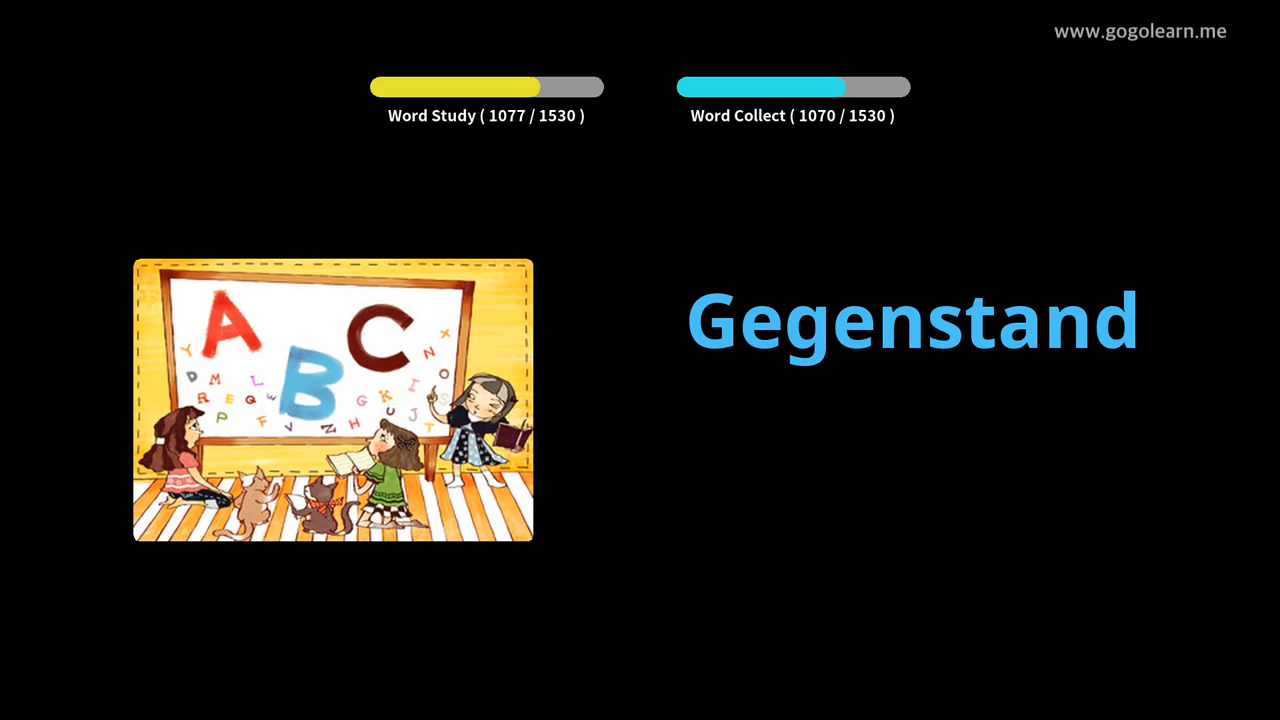 www.gogolearn.me
Word Study ( 1077 / 1530 )
Word Collect ( 1070 / 1530 )
Gegenstand
A
B
C
Y
X
N
D
M
L
O
I
R
E
Q
W
G
K
S
P
F
V
Z
H
U
J
T